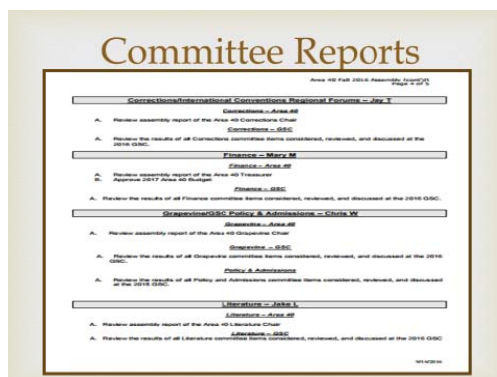 Committee Reports
Area 40 Fall 2016 Assembly (cont'd)
Page 4 of 5
Corrections/International Conventions Regional Forums – Jay T
Corrections – Area 40
A. Review assembly report of the Area 40 Corrections Chair
Corrections – GSC
A. Review the results of all Corrections committee items considered, reviewed, and discussed at the
2016 GSC.
Finance – Mary M
Finance – Area 40
A. Review assembly report of the Area 40 Treasurer
B. Approve 2017 Area 40 Budget
Finance – GSC
A. Review the results of all Finance committee items considered, reviewed, and discussed at the 2016 GSC.
Grapevine/GSC Policy & Admissions – Chris W
Grapevine – Area 40
A. Review assembly report of the Area 40 Grapevine Chair
Grapevine – GSC
A. Review the results of all Grapevine committee items considered, reviewed, and discussed at the 2016
GSC.
Policy & Admissions
A. Review the results of all Policy and Admissions committee items considered, reviewed, and discussed
at the 2016 GSC.
Literature – Jake L
Literature – Area 40
A. Review assembly report of the Area 40 Literature Chair
Literature – GSC
A. Review the results of all Literature committee items considered, reviewed, and discussed at the 2016 GSC